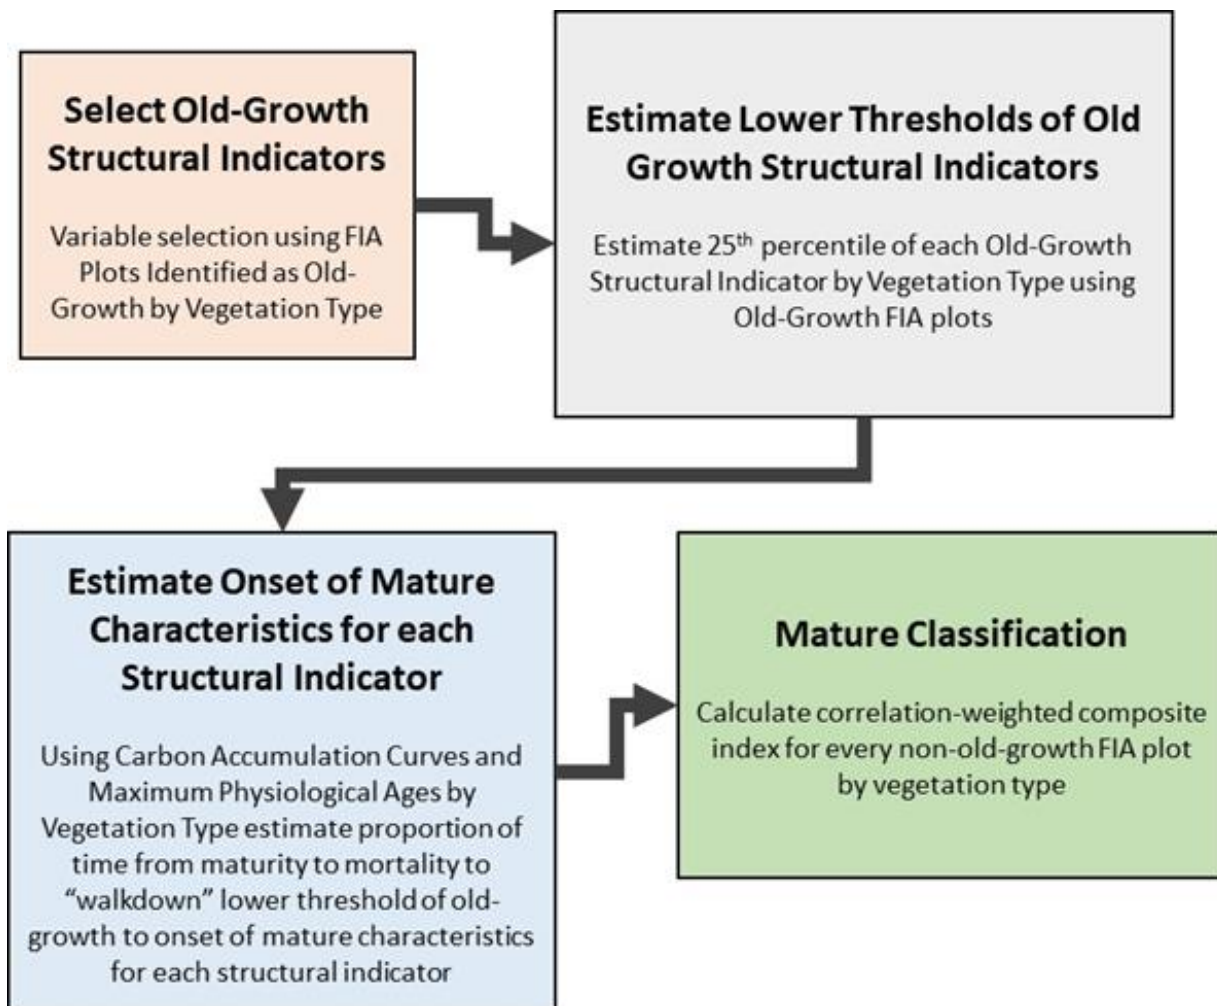 Select Old-Growth
Structural Indicators
Variable selection using FIA
Plots Identified as Old-
Growth by Vegetation Type
Estimate Lower Thresholds of Old
Growth Structural Indicators
Estimate 25th percentile of each Old-Growth
Structural Indicator by Vegetation Type using
Old-Growth FIA plots
Estimate Onset of Mature
Characteristics for each
Structural Indicator
Using Carbon Accumulation Curves and
Maximum Physiological Ages by
Vegetation Type estimate proportion of
time from maturity to mortality to
“walkdown” lower threshold of old-
growth to onset of mature characteristics
for each structural indicator
Mature Classification
Calculate correlation-weighted composite
index for every non-old-growth FIA plot
by vegetation type